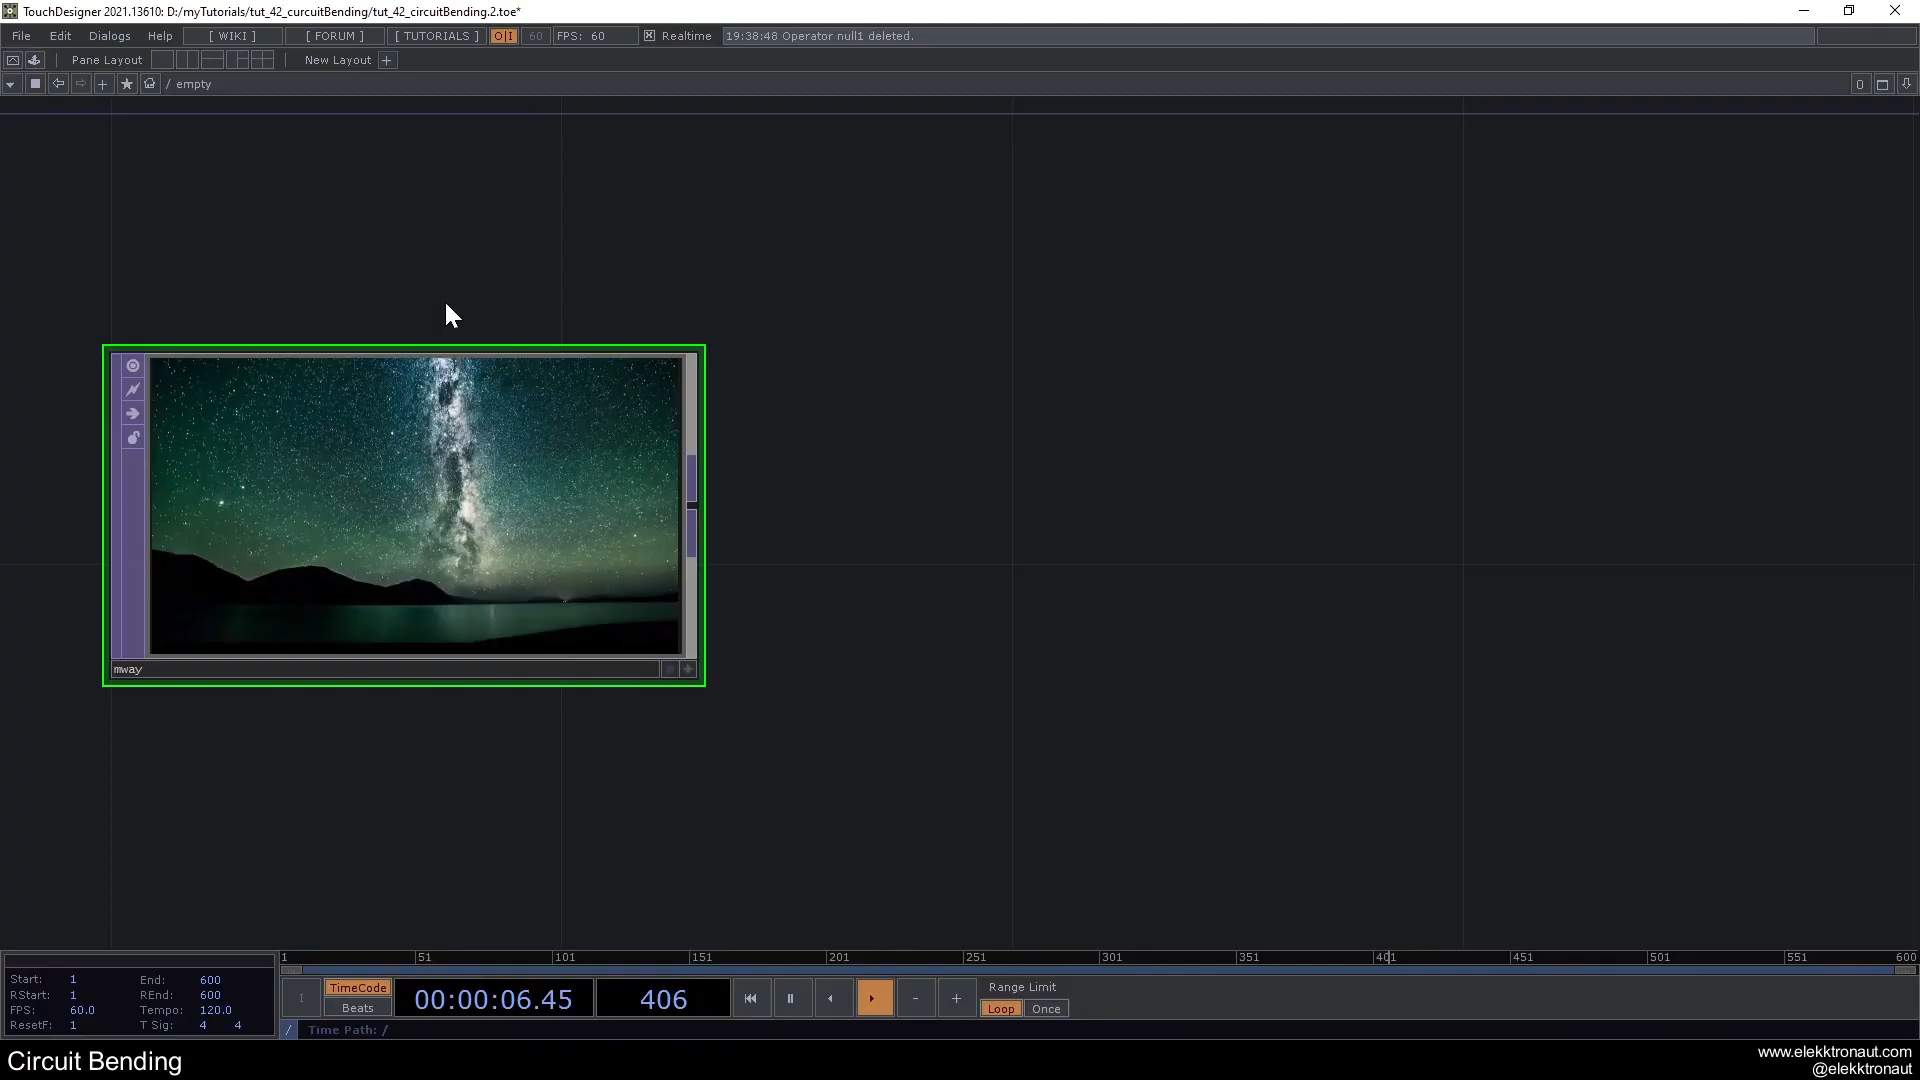 TouchDesigner 2021.13610: D:/myTutorials/tut_42_curcuitBending/tut_42_circuitBending.2.toe*
File Edit Dialogs Help [ WIKI ] [ FORUM ] [ TUTORIALS ] O|I 60 FPS: 60 Realtime 19:38:48 Operator null1 deleted.
Pane Layout New Layout +
/ empty 0
mway
1 51 101 151 201 251 301 351 401 451 501 551 600
Start: 1 End: 600
RStart: 1 REnd: 600
FPS: 60.0 Tempo: 120.0
ResetF: 1 T Sig: 4 4
I TimeCode Beats 00:00:06.45 406 - + Range Limit
Loop Once
/ Time Path: /
Circuit Bending
www.elekktronaut.com
@elekktronaut